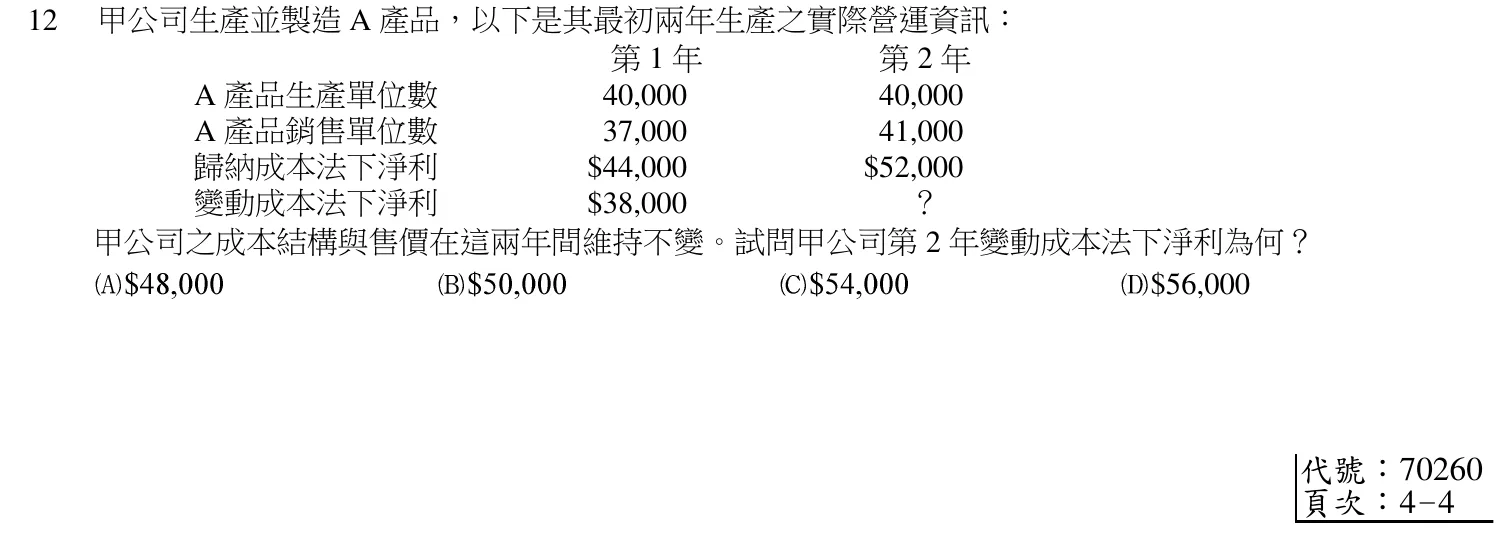 12 甲公司生產並製造 A 產品，以下是其最初兩年生產之實際營運資訊：
第 1 年 第 2 年
A 產品生產單位數 40,000 40,000
A 產品銷售單位數 37,000 41,000
歸納成本法下淨利 $44,000 $52,000
變動成本法下淨利 $38,000 ？
甲公司之成本結構與售價在這兩年間維持不變。試問甲公司第 2 年變動成本法下淨利為何？
(A)$48,000 (B)$50,000 (C)$54,000 (D)$56,000
代號：70260
頁次：4－4